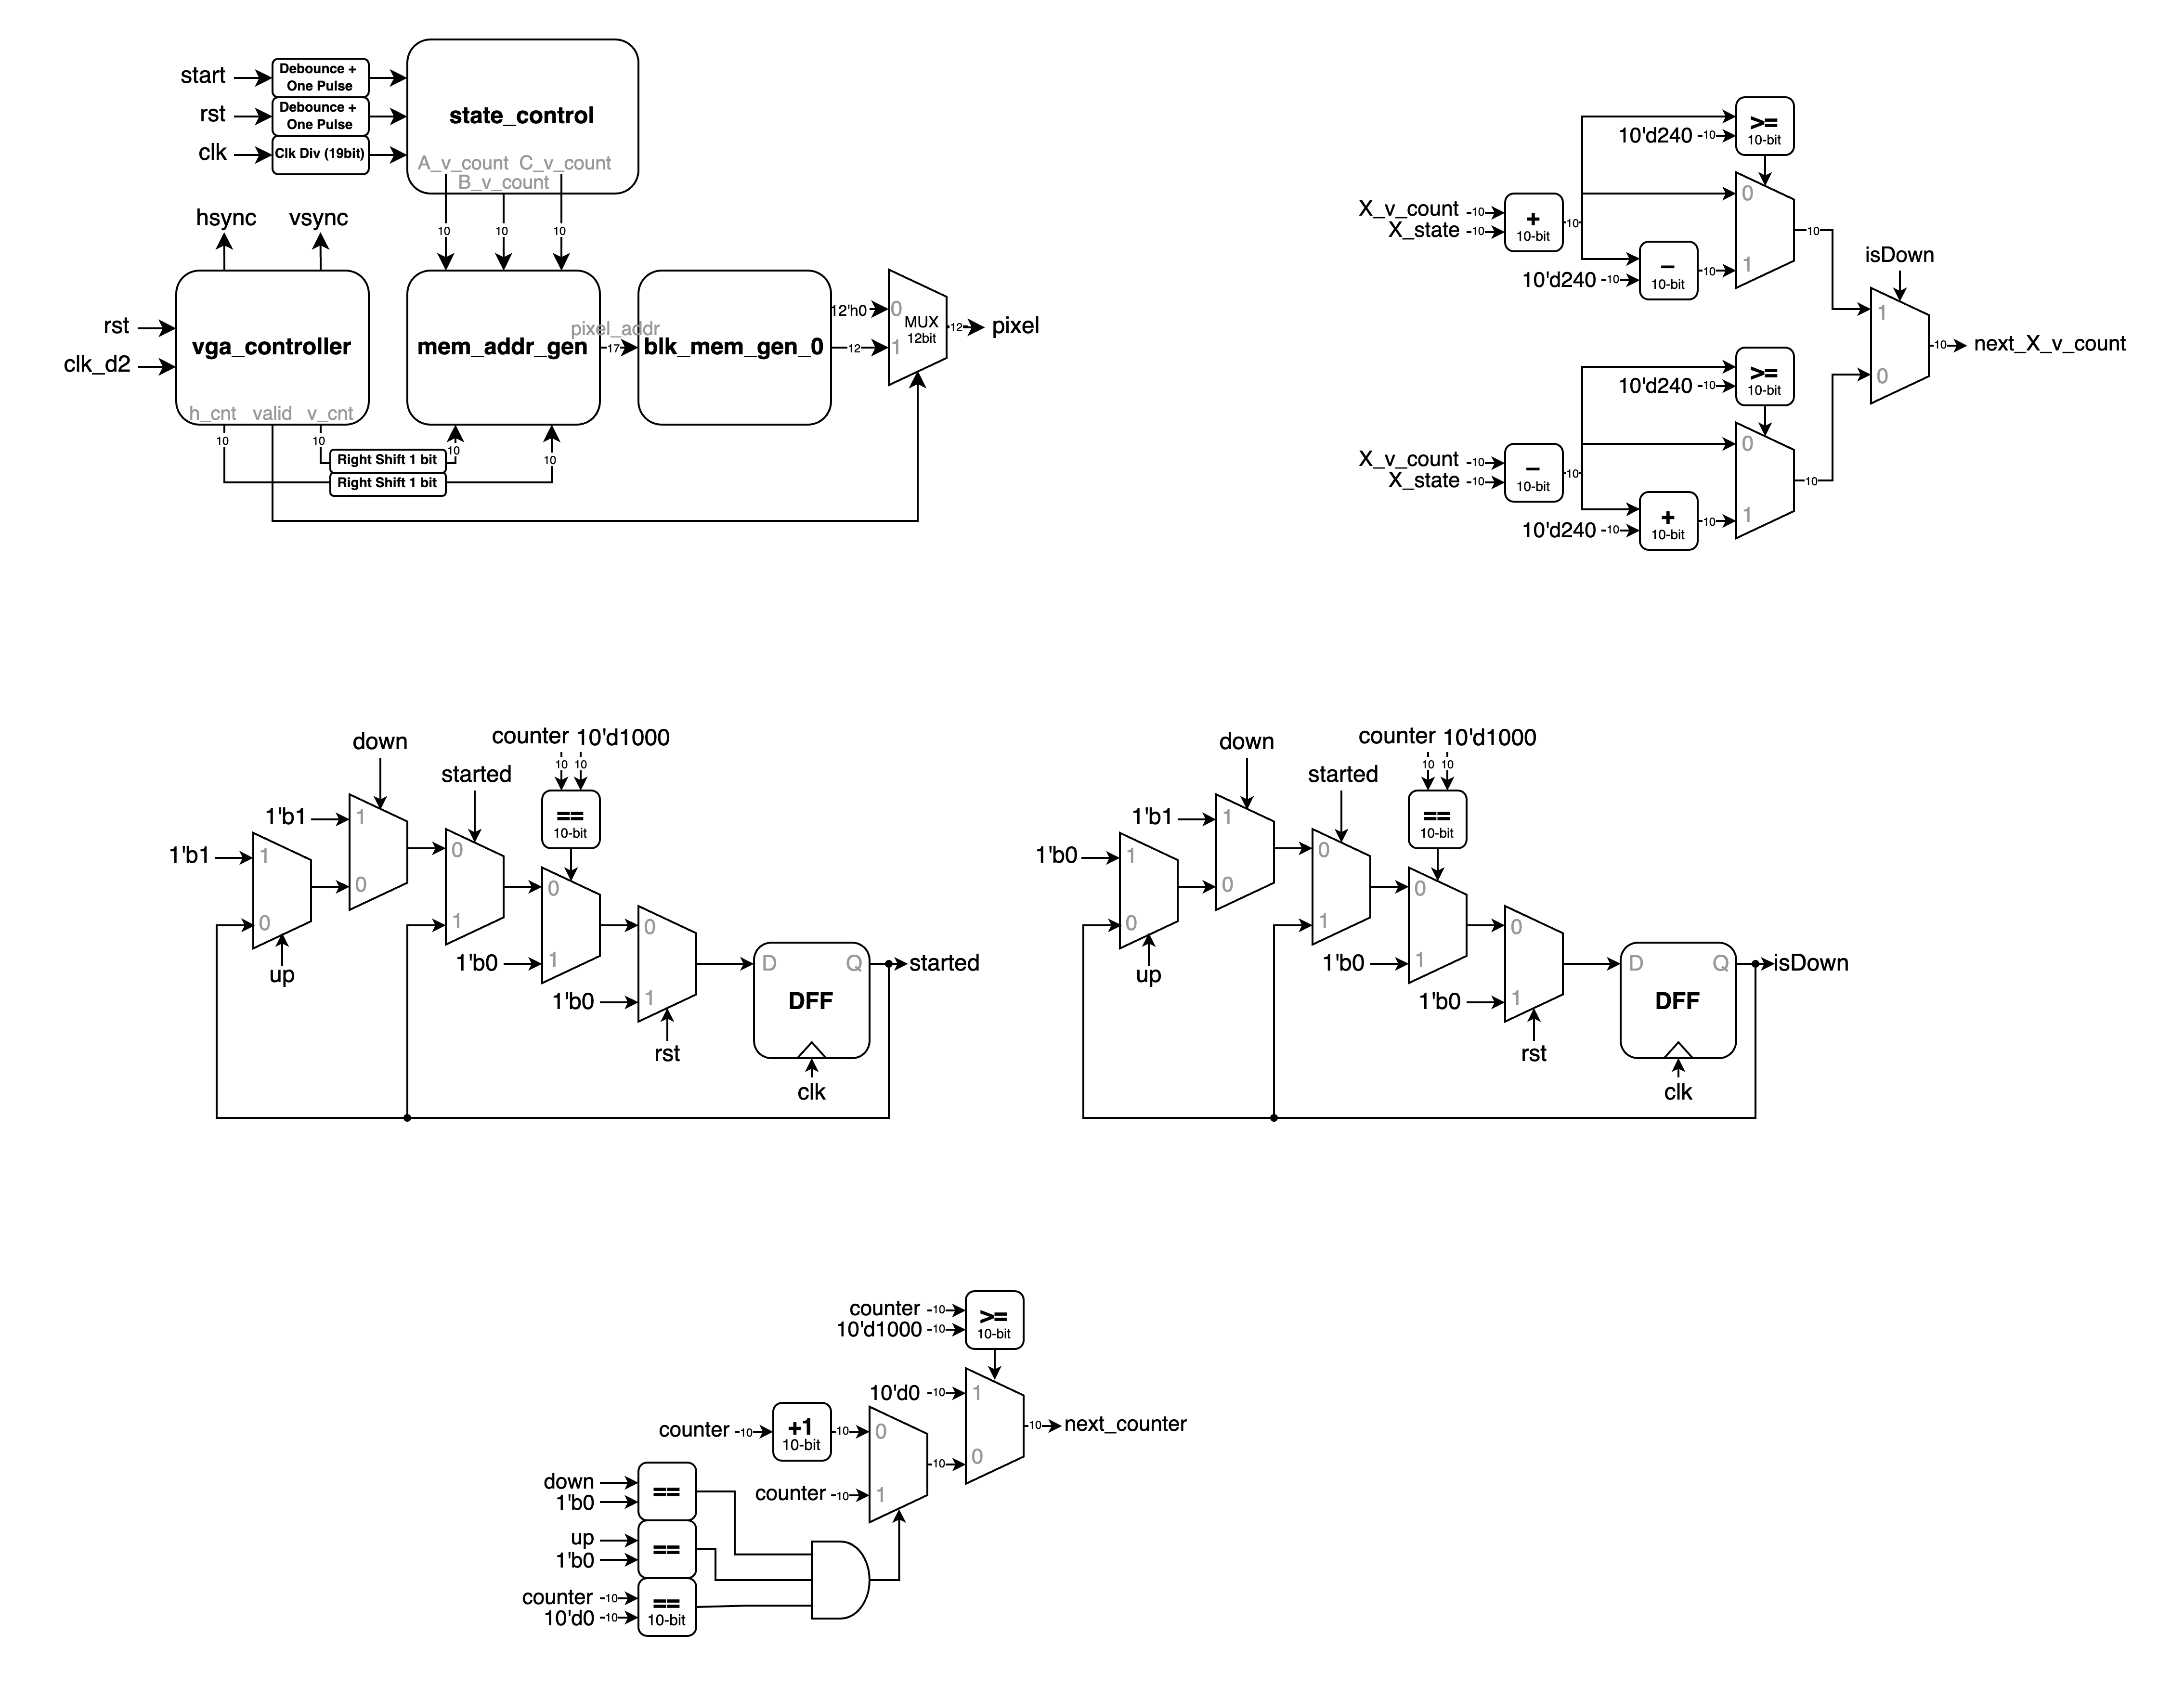 start
Debounce +
One Pulse
rst
Debounce +
One Pulse
clk
Clk Div (19bit)
state_control
A_v_count C_v_count
B_v_count
10
10
10
hsync
vsync
rst
clk_d2
vga_controller
h_cnt valid v_cnt
10
10
Right Shift 1 bit
Right Shift 1 bit
10
10
mem_addr_gen
pixel_addr
17
blk_mem_gen_0
12'h0
12
0
1
MUX
12bit
12
pixel
X_v_count
10
X_state
10
+
10-bit
10
10'd240
10
>=
10-bit
10'd240
10
−
10-bit
10
0
1
10
X_v_count
10
X_state
10
−
10-bit
10
10'd240
10
>=
10-bit
10'd240
10
+
10-bit
10
0
1
10
isDown
1
0
10
next_X_v_count
down
started
counter 10'd1000
10 10
==
10-bit
1'b1
1
0
1'b1
1
0
up
0
1
0
1
1'b0
0
1
1'b0
rst
D Q
DFF
clk
started
down
started
counter 10'd1000
10 10
==
10-bit
1'b1
1
0
1'b0
1
0
up
0
1
0
1
1'b0
0
1
1'b0
rst
D Q
DFF
clk
isDown
counter
10
10'd1000
10
>=
10-bit
10'd0
10
1
0
10
next_counter
counter
10
+1
10-bit
10
0
1
10
counter
10
down
1'b0
==
up
1'b0
==
counter
10
10'd0
10
==
10-bit